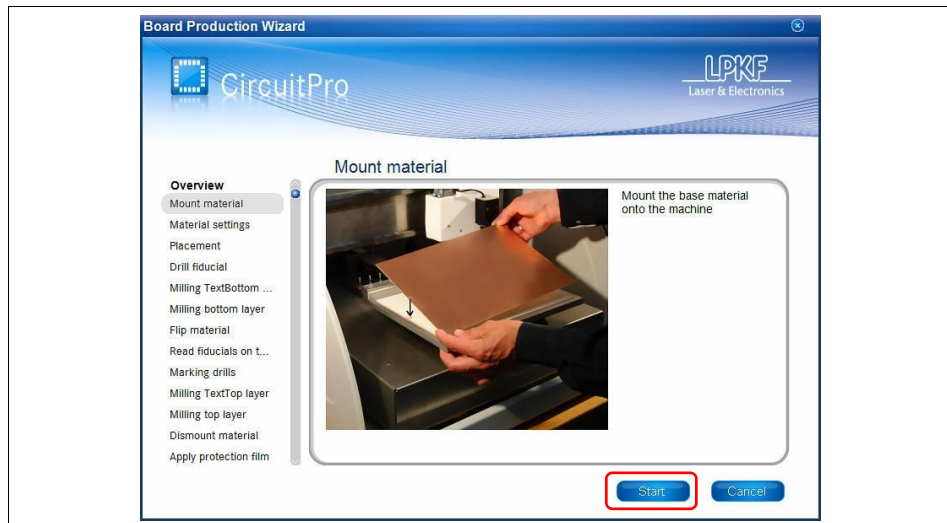 Board Production Wizard
CircuitPro
LPKF
Laser & Electronics
Mount material
Overview
Mount material
Material settings
Placement
Drill fiducial
Milling TextBottom ...
Milling bottom layer
Flip material
Read fiducials on t...
Marking drills
Milling TextTop layer
Milling top layer
Dismount material
Apply protection film
Mount the base material
onto the machine
Start
Cancel